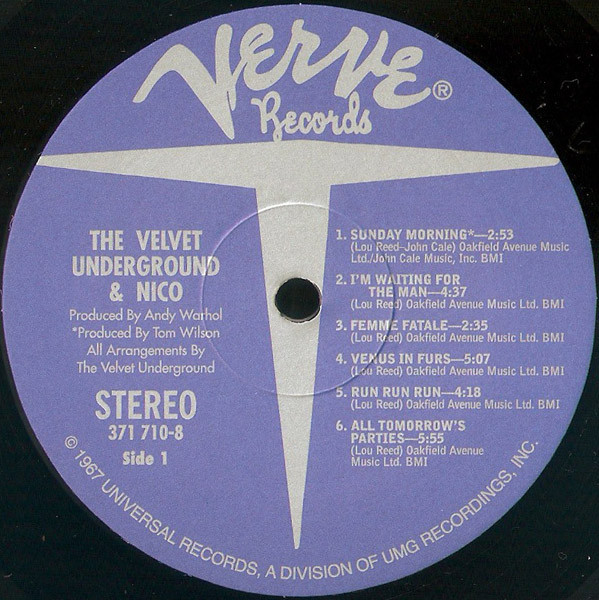 VERVE®
Records
THE VELVET
UNDERGROUND
& NICO
Produced By Andy Warhol
*Produced By Tom Wilson
All Arrangements By
The Velvet Underground
STEREO
371 710-8
Side 1
1. SUNDAY MORNING*—2:53
(Lou Reed–John Cale) Oakfield Avenue Music
Ltd./John Cale Music, Inc. BMI
2. I'M WAITING FOR
THE MAN—4:37
(Lou Reed) Oakfield Avenue Music Ltd. BMI
3. FEMME FATALE—2:35
(Lou Reed) Oakfield Avenue Music Ltd. BMI
4. VENUS IN FURS—5:07
(Lou Reed) Oakfield Avenue Music Ltd. BMI
5. RUN RUN RUN—4:18
(Lou Reed) Oakfield Avenue Music Ltd. BMI
6. ALL TOMORROW'S
PARTIES—5:55
(Lou Reed) Oakfield Avenue
Music Ltd. BMI
© 1967 UNIVERSAL RECORDS, A DIVISION OF UMG RECORDINGS, INC.